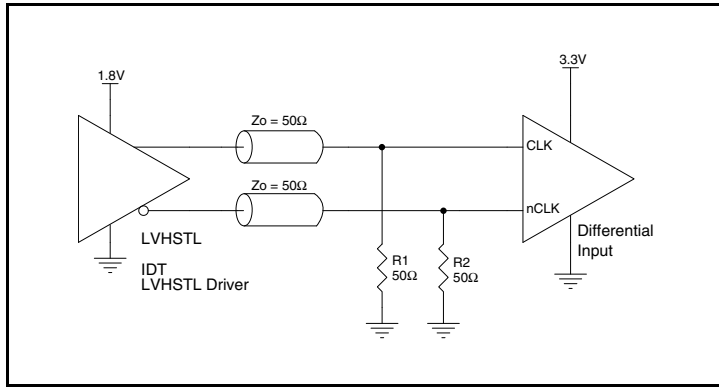 1.8V
3.3V
Zo = 50Ω
CLK
Zo = 50Ω
nCLK
LVHSTL
IDT
LVHSTL Driver
R1
50Ω
R2
50Ω
Differential
Input